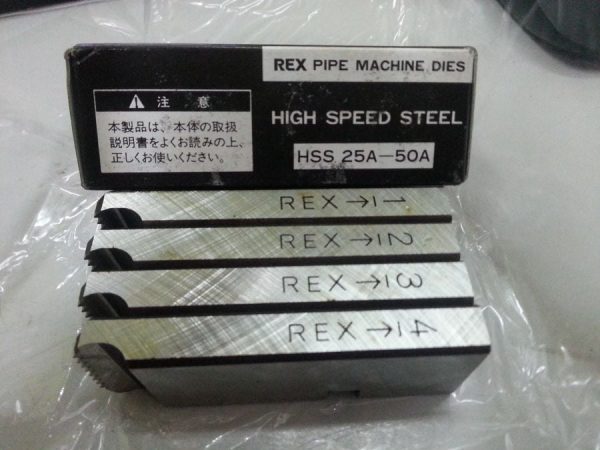 REX PIPE MACHINE DIES
⚠ 注 意
本製品は、本体の取扱
説明書をよくお読みの上、
正しくお使いください。
HIGH SPEED STEEL
HSS 25A-50A
REX→1
REX→2
REX→3
REX→4